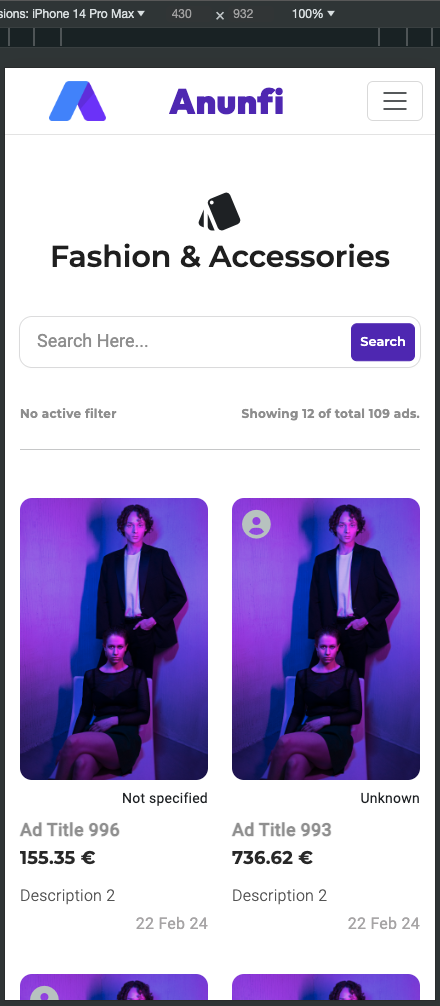 sions: iPhone 14 Pro Max ▼ 430 × 932 100% ▼
Anunfi
Fashion & Accessories
Search Here...
Search
No active filter
Showing 12 of total 109 ads.
Not specified
Ad Title 996
155.35 €
Description 2
22 Feb 24
Unknown
Ad Title 993
736.62 €
Description 2
22 Feb 24